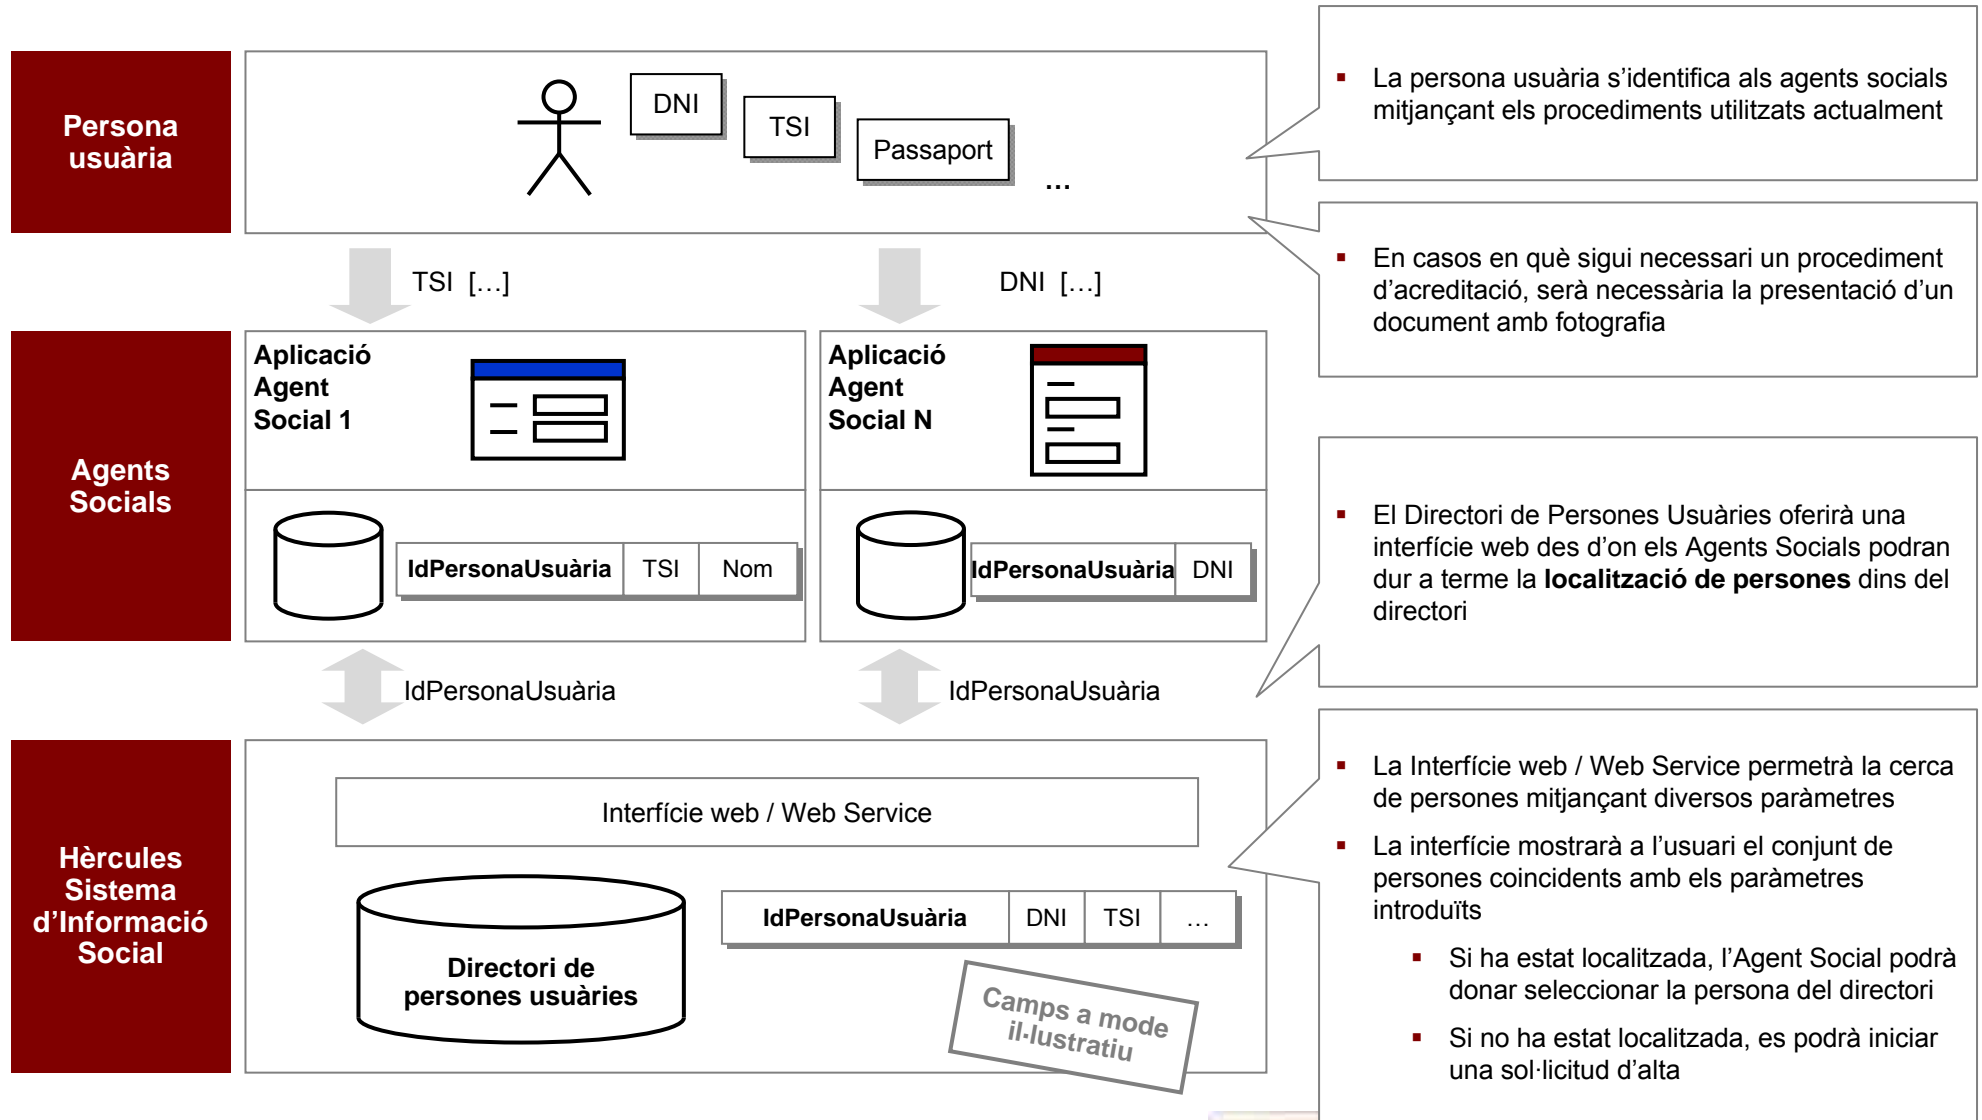 Persona
usuària
DNI
TSI
Passaport
...
▪ La persona usuària s’identifica als agents socials
mitjançant els procediments utilitzats actualment
▪ En casos en què sigui necessari un procediment
d’acreditació, serà necessària la presentació d’un
document amb fotografia
TSI […]
DNI […]
Agents
Socials
Aplicació
Agent
Social 1
Aplicació
Agent
Social N
IdPersonaUsuària TSI Nom
IdPersonaUsuària DNI
▪ El Directori de Persones Usuàries oferirà una
interfície web des d’on els Agents Socials podran
dur a terme la localització de persones dins del
directori
IdPersonaUsuària
IdPersonaUsuària
Hèrcules
Sistema
d’Informació
Social
Interfície web / Web Service
Directori de
persones usuàries
IdPersonaUsuària DNI TSI …
Camps a mode
il·lustratiu
▪ La Interfície web / Web Service permetrà la cerca
de persones mitjançant diversos paràmetres
▪ La interfície mostrarà a l’usuari el conjunt de
persones coincidents amb els paràmetres
introduïts
▪ Si ha estat localitzada, l’Agent Social podrà
donar seleccionar la persona del directori
▪ Si no ha estat localitzada, es podrà iniciar
una sol·licitud d’alta